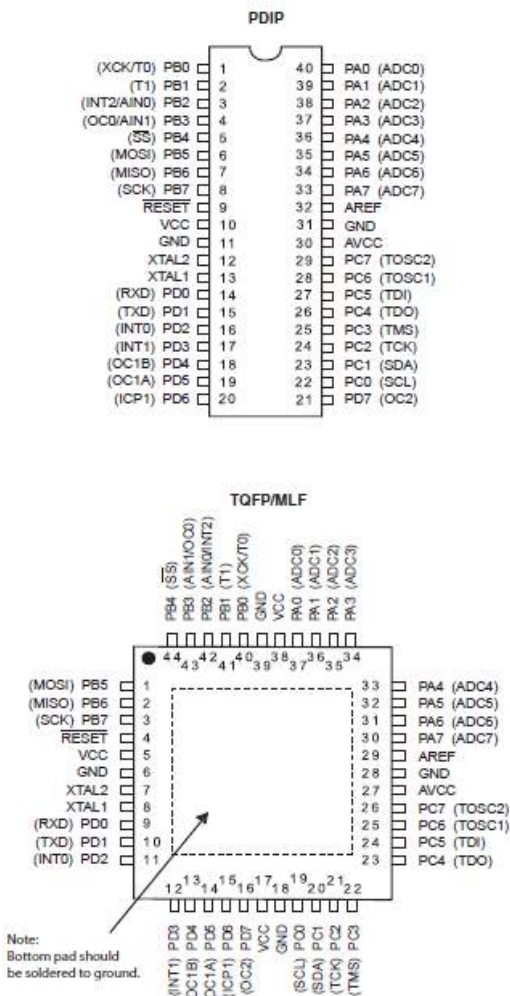 PDIP
(XCK/T0) PB0 1 40 PA0 (ADC0)
(T1) PB1 2 39 PA1 (ADC1)
(INT2/AIN0) PB2 3 38 PA2 (ADC2)
(OC0/AIN1) PB3 4 37 PA3 (ADC3)
(SS) PB4 5 36 PA4 (ADC4)
(MOSI) PB5 6 35 PA5 (ADC5)
(MISO) PB6 7 34 PA6 (ADC6)
(SCK) PB7 8 33 PA7 (ADC7)
RESET 9 32 AREF
VCC 10 31 GND
GND 11 30 AVCC
XTAL2 12 29 PC7 (TOSC2)
XTAL1 13 28 PC6 (TOSC1)
(RXD) PD0 14 27 PC5 (TDI)
(TXD) PD1 15 26 PC4 (TDO)
(INT0) PD2 16 25 PC3 (TMS)
(INT1) PD3 17 24 PC2 (TCK)
(OC1B) PD4 18 23 PC1 (SDA)
(OC1A) PD5 19 22 PC0 (SCL)
(ICP1) PD6 20 21 PD7 (OC2)
TQFP/MLF
PB4 (SS)
PB3 (AIN1/OC0)
PB2 (AIN0/INT2)
PB1 (T1)
PB0 (XCK/T0)
GND
VCC
PA0 (ADC0)
PA1 (ADC1)
PA2 (ADC2)
PA3 (ADC3)
44 43 42 41 40 39 38 37 36 35 34
(MOSI) PB5 1 33 PA4 (ADC4)
(MISO) PB6 2 32 PA5 (ADC5)
(SCK) PB7 3 31 PA6 (ADC6)
RESET 4 30 PA7 (ADC7)
VCC 5 29 AREF
GND 6 28 GND
XTAL2 7 27 AVCC
XTAL1 8 26 PC7 (TOSC2)
(RXD) PD0 9 25 PC6 (TOSC1)
(TXD) PD1 10 24 PC5 (TDI)
(INT0) PD2 11 23 PC4 (TDO)
12 13 14 15 16 17 18 19 20 21 22
(INT1) PD3
OC1B) PD4
OC1A) PD5
(ICP1) PD6
(OC2) PD7
VCC
GND
(SCL) PC0
(SDA) PC1
(TCK) PC2
(TMS) PC3
Note:
Bottom pad should
be soldered to ground.